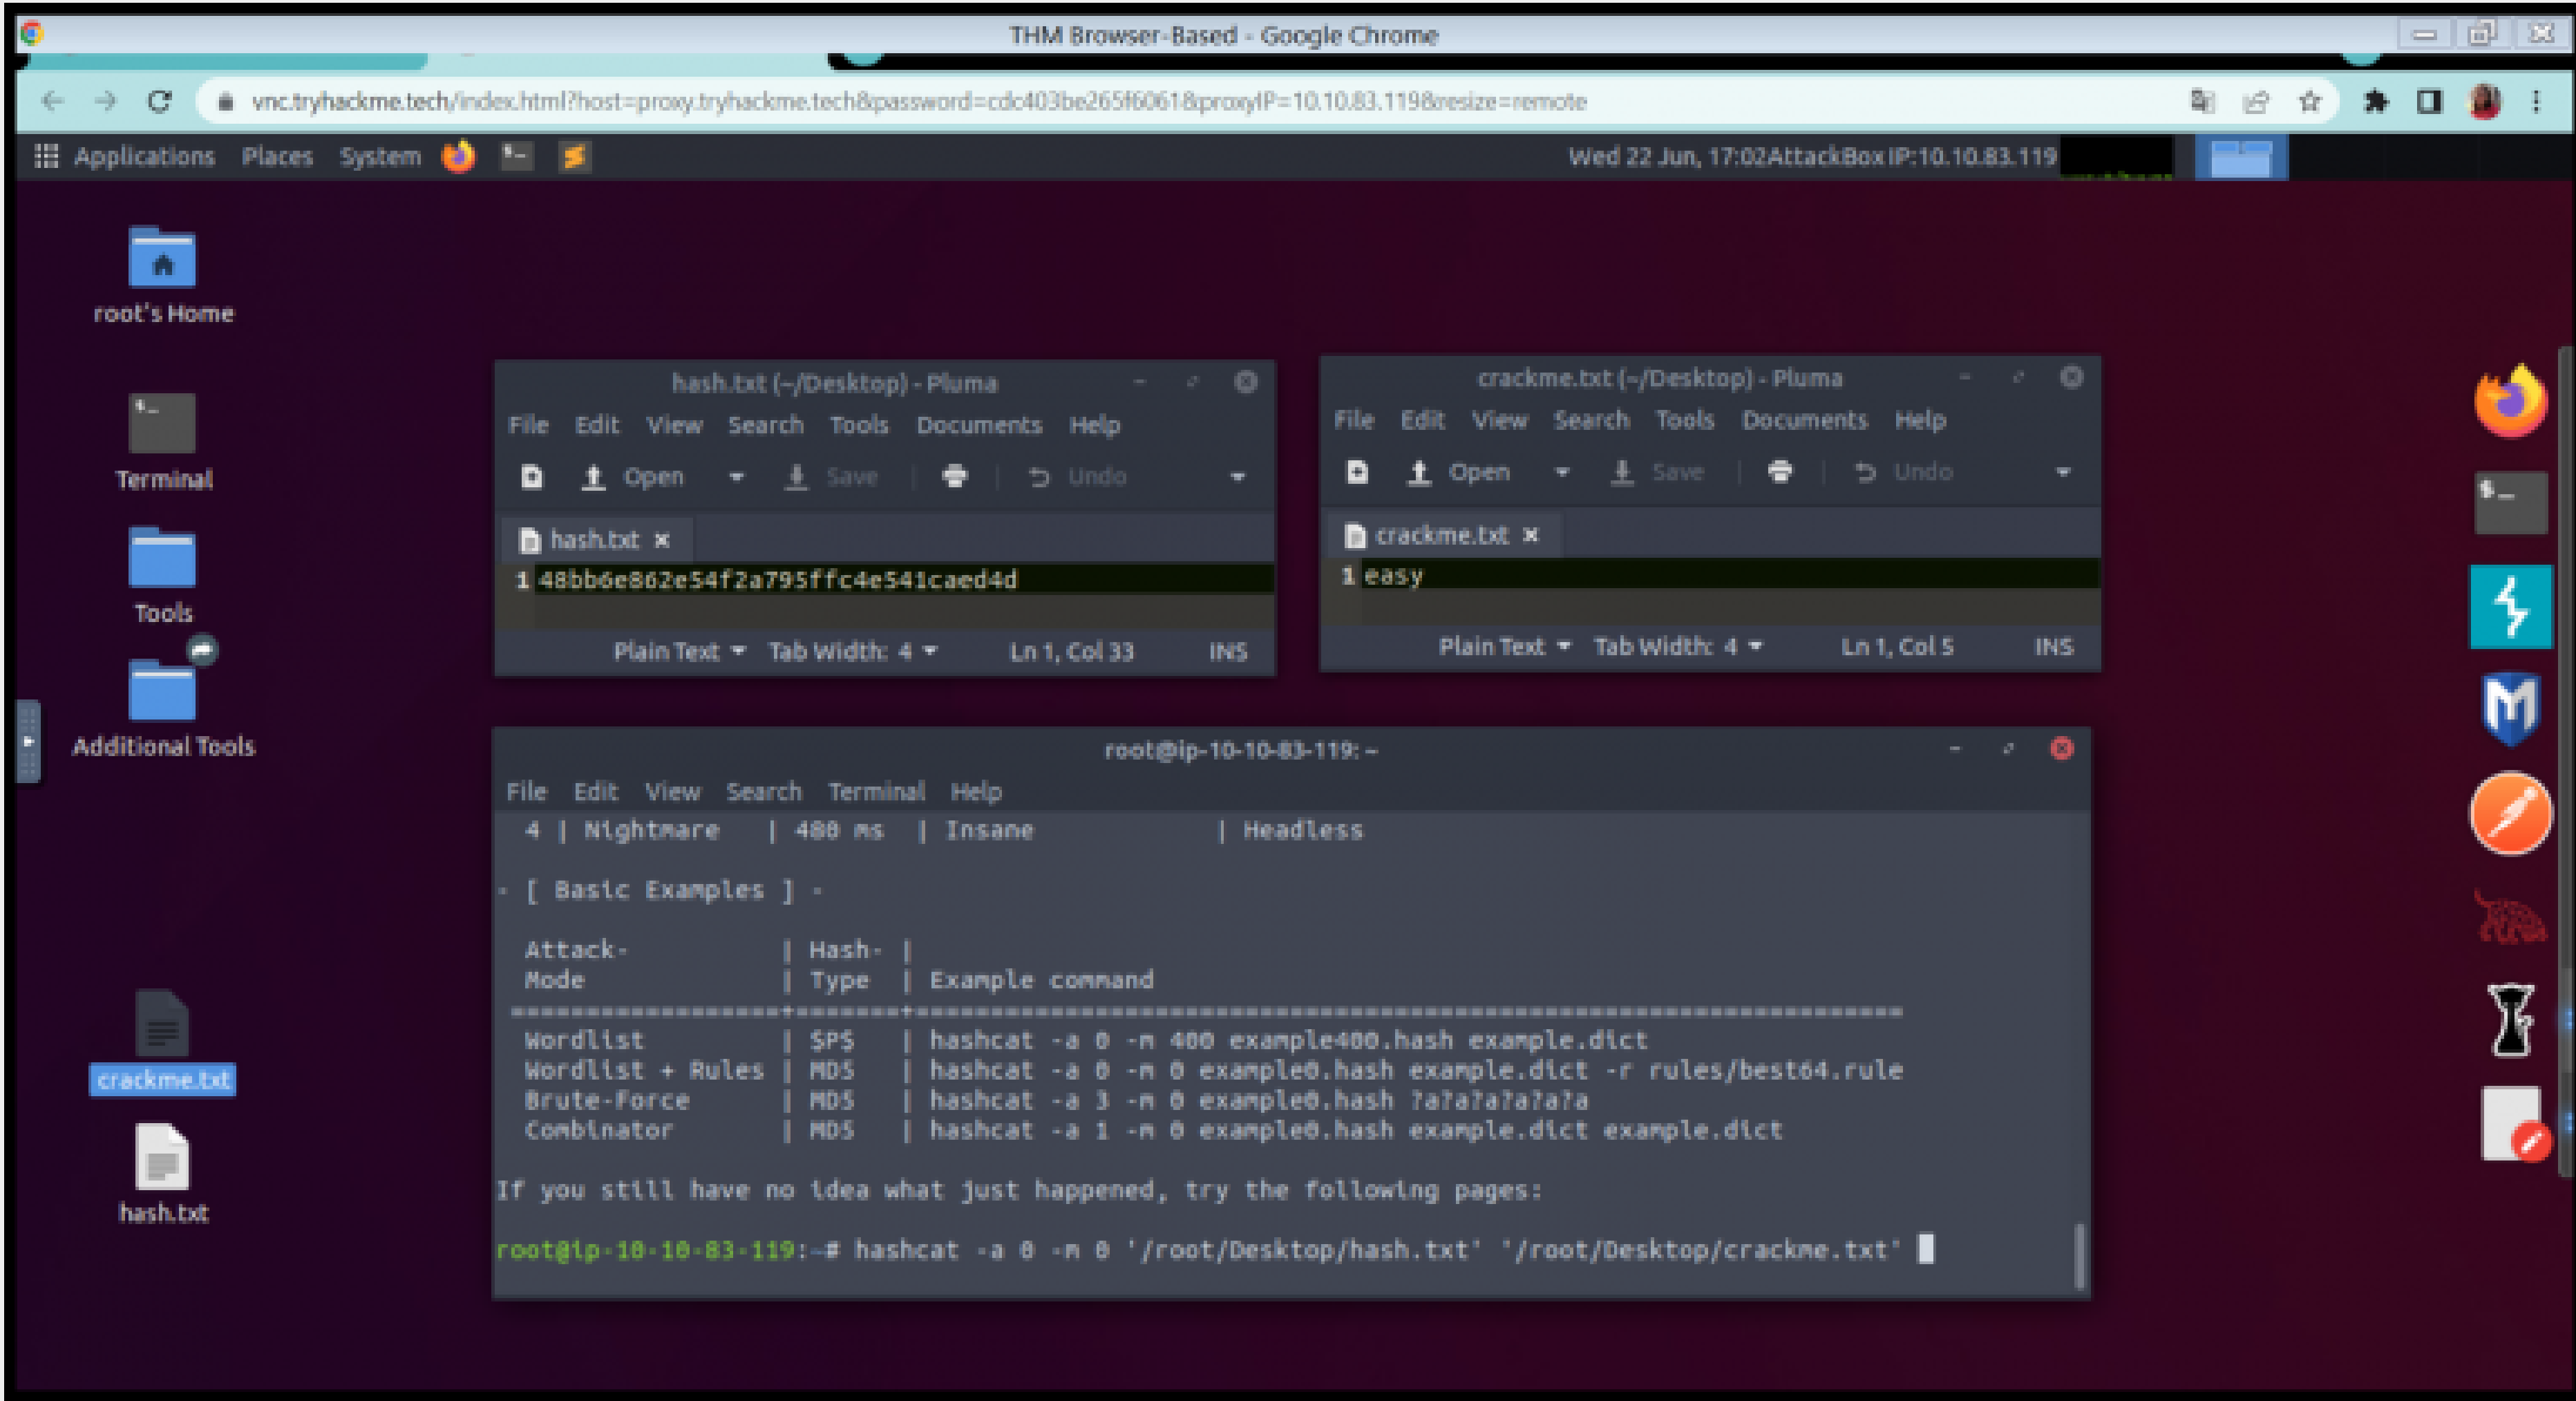 THM Browser-Based - Google Chrome
vnc.tryhackme.tech/index.html?host=proxy.tryhackme.tech&password=cdc403be265f6061&proxyIP=10.10.83.119&resize=remote
Applications Places System
Wed 22 Jun, 17:02AttackBox IP:10.10.83.119
root's Home
Terminal
Tools
Additional Tools
crackme.txt
hash.txt
hash.txt (~/Desktop) - Pluma
File Edit View Search Tools Documents Help
Open Save Undo
hash.txt
1 48bb6e862e54f2a795ffc4e541caed4d
Plain Text Tab Width: 4 Ln 1, Col 33 INS
crackme.txt (~/Desktop) - Pluma
File Edit View Search Tools Documents Help
Open Save Undo
crackme.txt
1 easy
Plain Text Tab Width: 4 Ln 1, Col 5 INS
root@ip-10-10-83-119: ~
File Edit View Search Terminal Help
4 | Nightmare | 480 ms | Insane | Headless
- [ Basic Examples ] -
Attack- | Hash- |
Mode | Type | Example command
==================+=======+==================================================================
Wordlist | $P$ | hashcat -a 0 -m 400 example400.hash example.dict
Wordlist + Rules | MD5 | hashcat -a 0 -m 0 example0.hash example.dict -r rules/best64.rule
Brute-Force | MD5 | hashcat -a 3 -m 0 example0.hash ?a?a?a?a?a?a
Combinator | MD5 | hashcat -a 1 -m 0 example0.hash example.dict example.dict
If you still have no idea what just happened, try the following pages:
root@ip-10-10-83-119:~# hashcat -a 0 -m 0 '/root/Desktop/hash.txt' '/root/Desktop/crackme.txt'